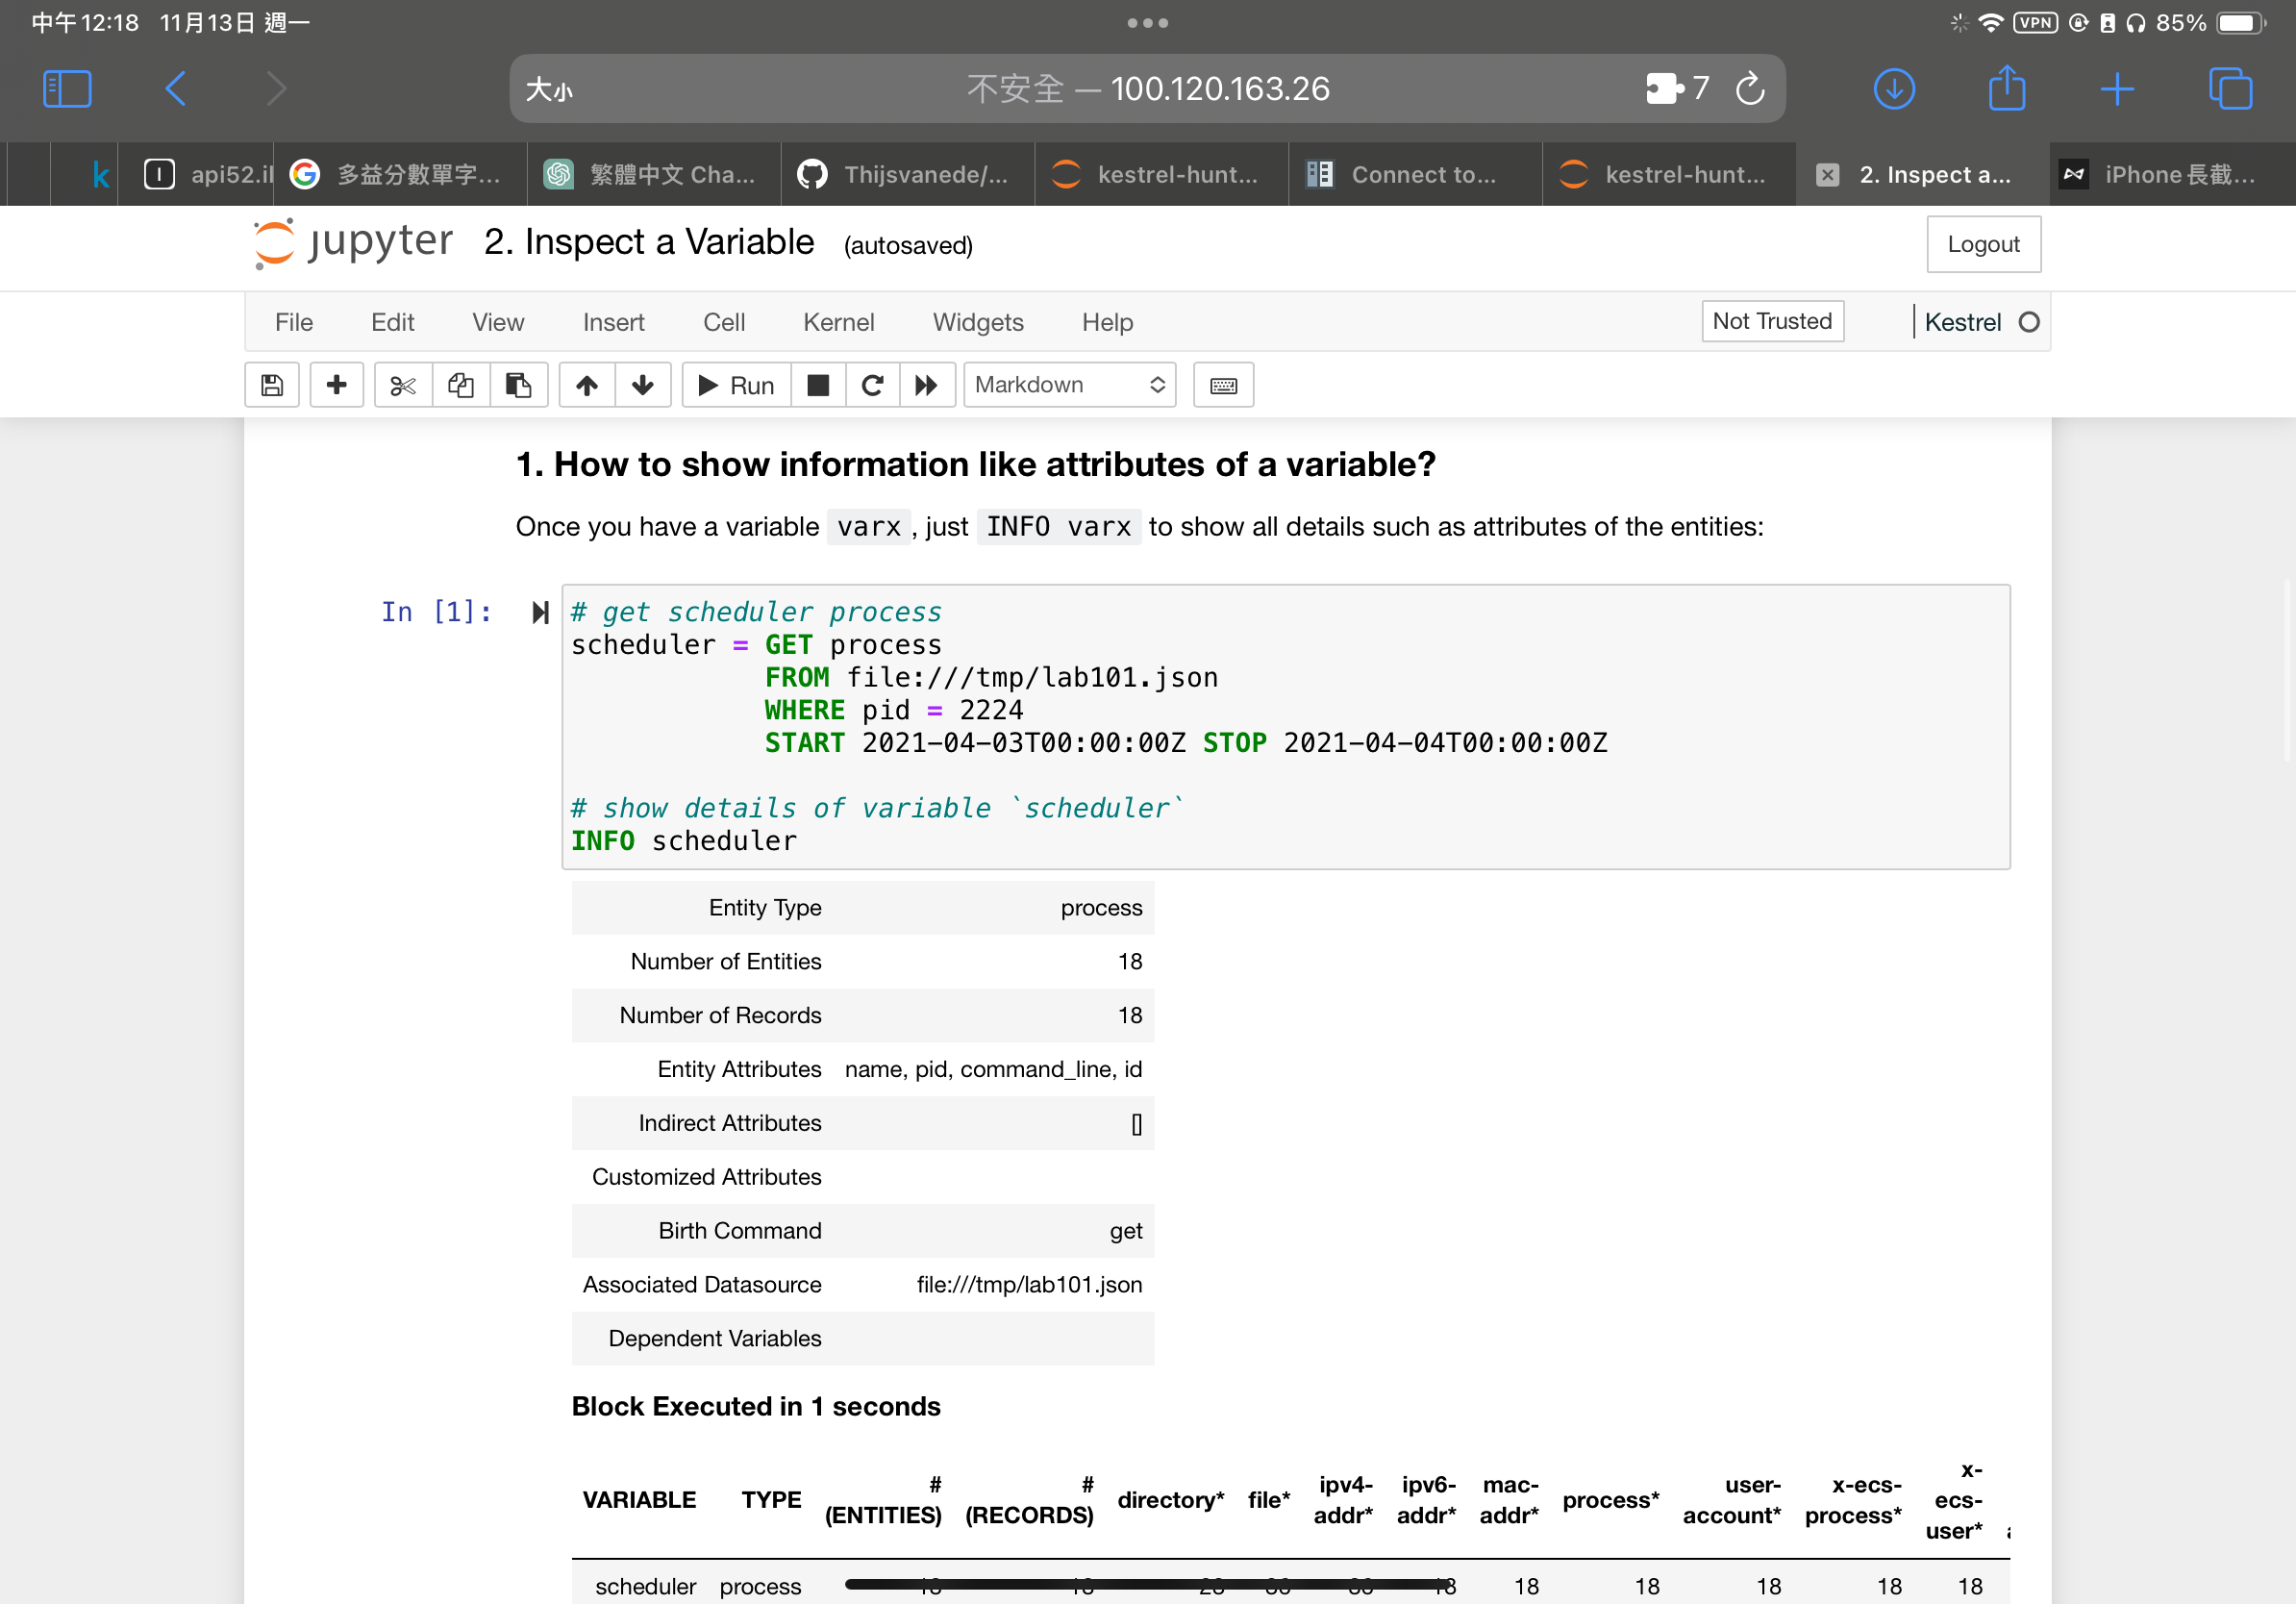 中午12:18 11月13日 週一
VPN 85%
大小
不安全 — 100.120.163.26
7
k
api52.il
多益分數單字...
繁體中文 Cha...
Thijsvanede/...
kestrel-hunt...
Connect to...
kestrel-hunt...
2. Inspect a...
iPhone 長截...
jupyter 2. Inspect a Variable (autosaved)
Logout
File Edit View Insert Cell Kernel Widgets Help
Not Trusted Kestrel
Run Markdown
1. How to show information like attributes of a variable?
Once you have a variable varx , just INFO varx to show all details such as attributes of the entities:
In [1]:
# get scheduler process
scheduler = GET process
FROM file:///tmp/lab101.json
WHERE pid = 2224
START 2021-04-03T00:00:00Z STOP 2021-04-04T00:00:00Z
# show details of variable `scheduler`
INFO scheduler
Entity Type process
Number of Entities 18
Number of Records 18
Entity Attributes name, pid, command_line, id
Indirect Attributes []
Customized Attributes
Birth Command get
Associated Datasource file:///tmp/lab101.json
Dependent Variables
Block Executed in 1 seconds
VARIABLE TYPE # (ENTITIES) # (RECORDS) directory* file* ipv4-addr* ipv6-addr* mac-addr* process* user-account* x-ecs-process* x-ecs-user*
scheduler process 18 18 18 18 18 18